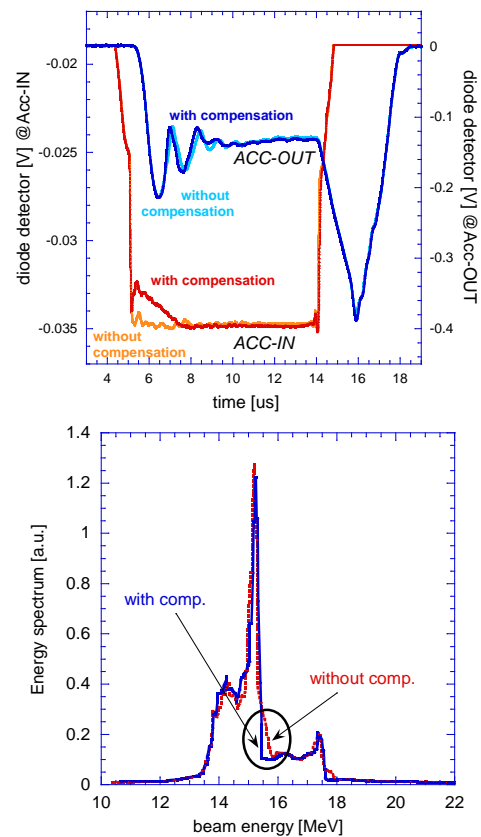 -0.02
-0.025
-0.03
-0.035
diode detector [V] @Acc-IN
0
-0.1
-0.2
-0.3
-0.4
diode detector [V] @Acc-OUT
with compensation
ACC-OUT
without
compensation
with compensation
without
compensation
ACC-IN
4 6 8 10 12 14 16 18
time [us]
1.4
1.2
1
0.8
0.6
0.4
0.2
0
Energy spectrum [a.u.]
with comp.
without comp.
10 12 14 16 18 20 22
beam energy [MeV]